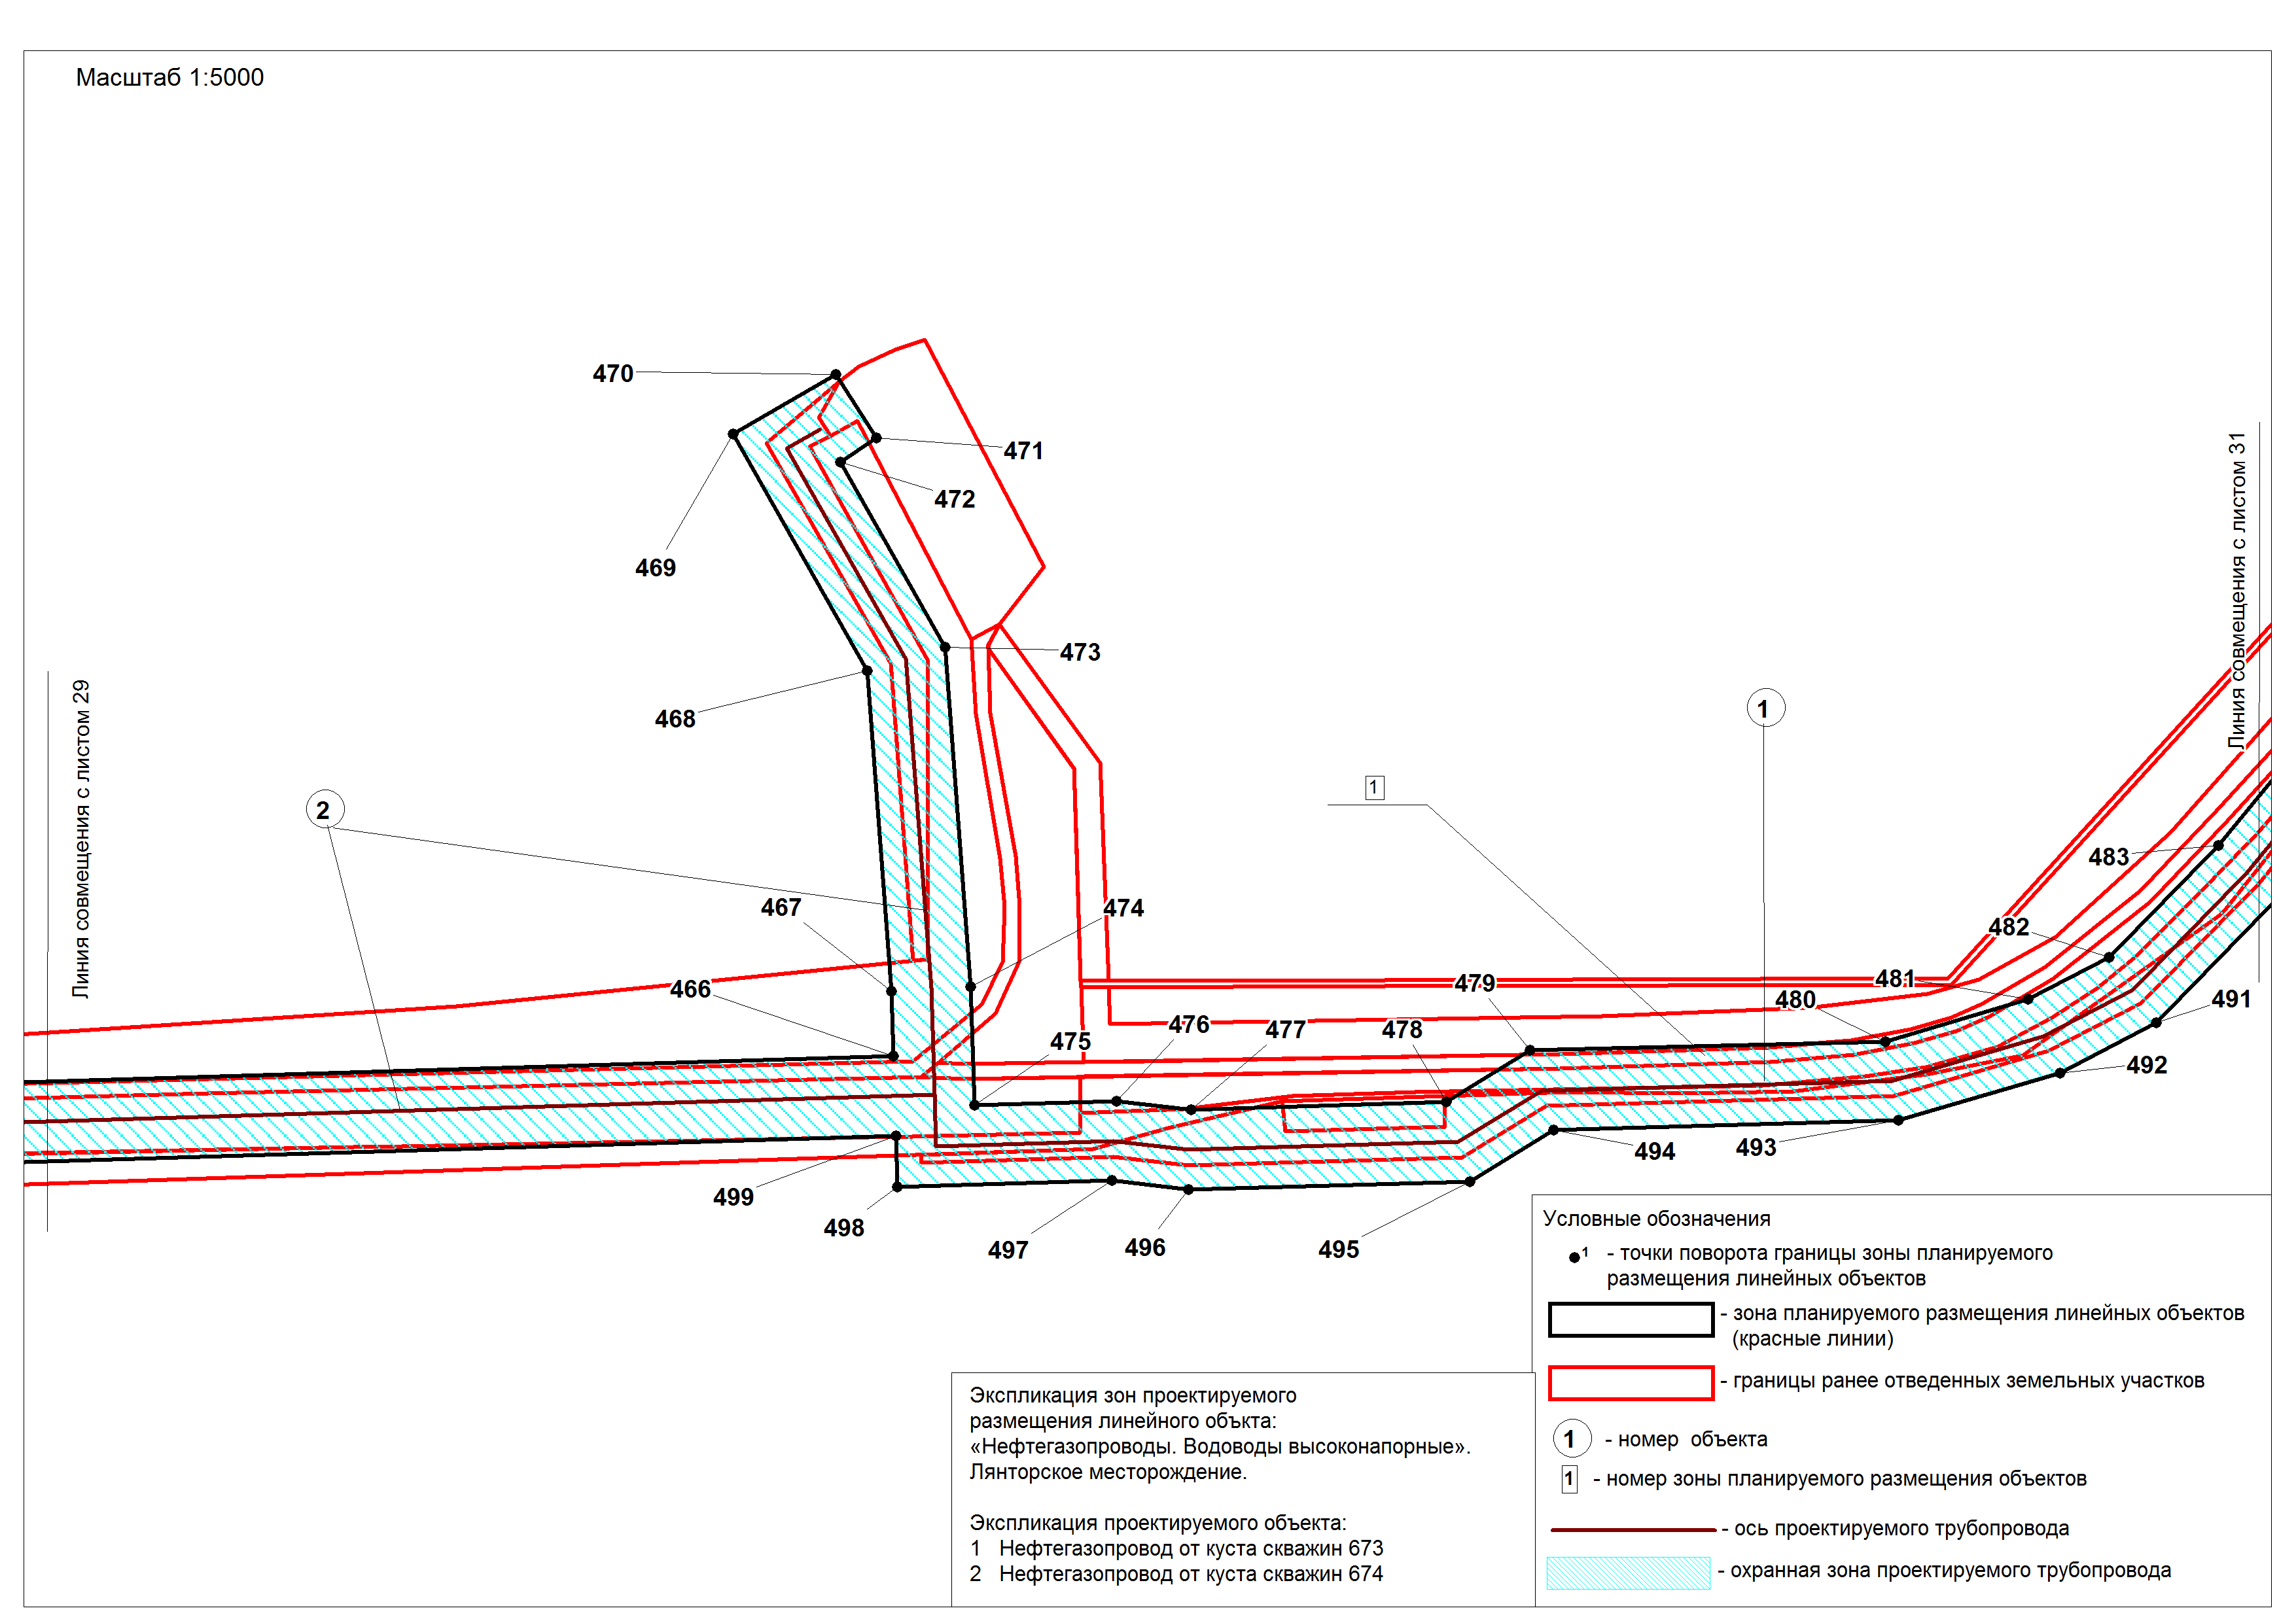 Масштаб 1:5000
470
471
472
469
473
468
Линия совмещения с листом 29
Линия совмещения с листом 31
1
1
2
483
467
474
482
466
479
481
480
491
475
476
477
478
492
494
493
499
498
497
496
495
Условные обозначения
1 - точки поворота границы зоны планируемого
размещения линейных объектов
- зона планируемого размещения линейных объектов
(красные линии)
- границы ранее отведенных земельных участков
1 - номер объекта
1 - номер зоны планируемого размещения объектов
- ось проектируемого трубопровода
- охранная зона проектируемого трубопровода
Экспликация зон проектируемого
размещения линейного объкта:
«Нефтегазопроводы. Водоводы высоконапорные».
Лянторское месторождение.
Экспликация проектируемого объекта:
1 Нефтегазопровод от куста скважин 673
2 Нефтегазопровод от куста скважин 674